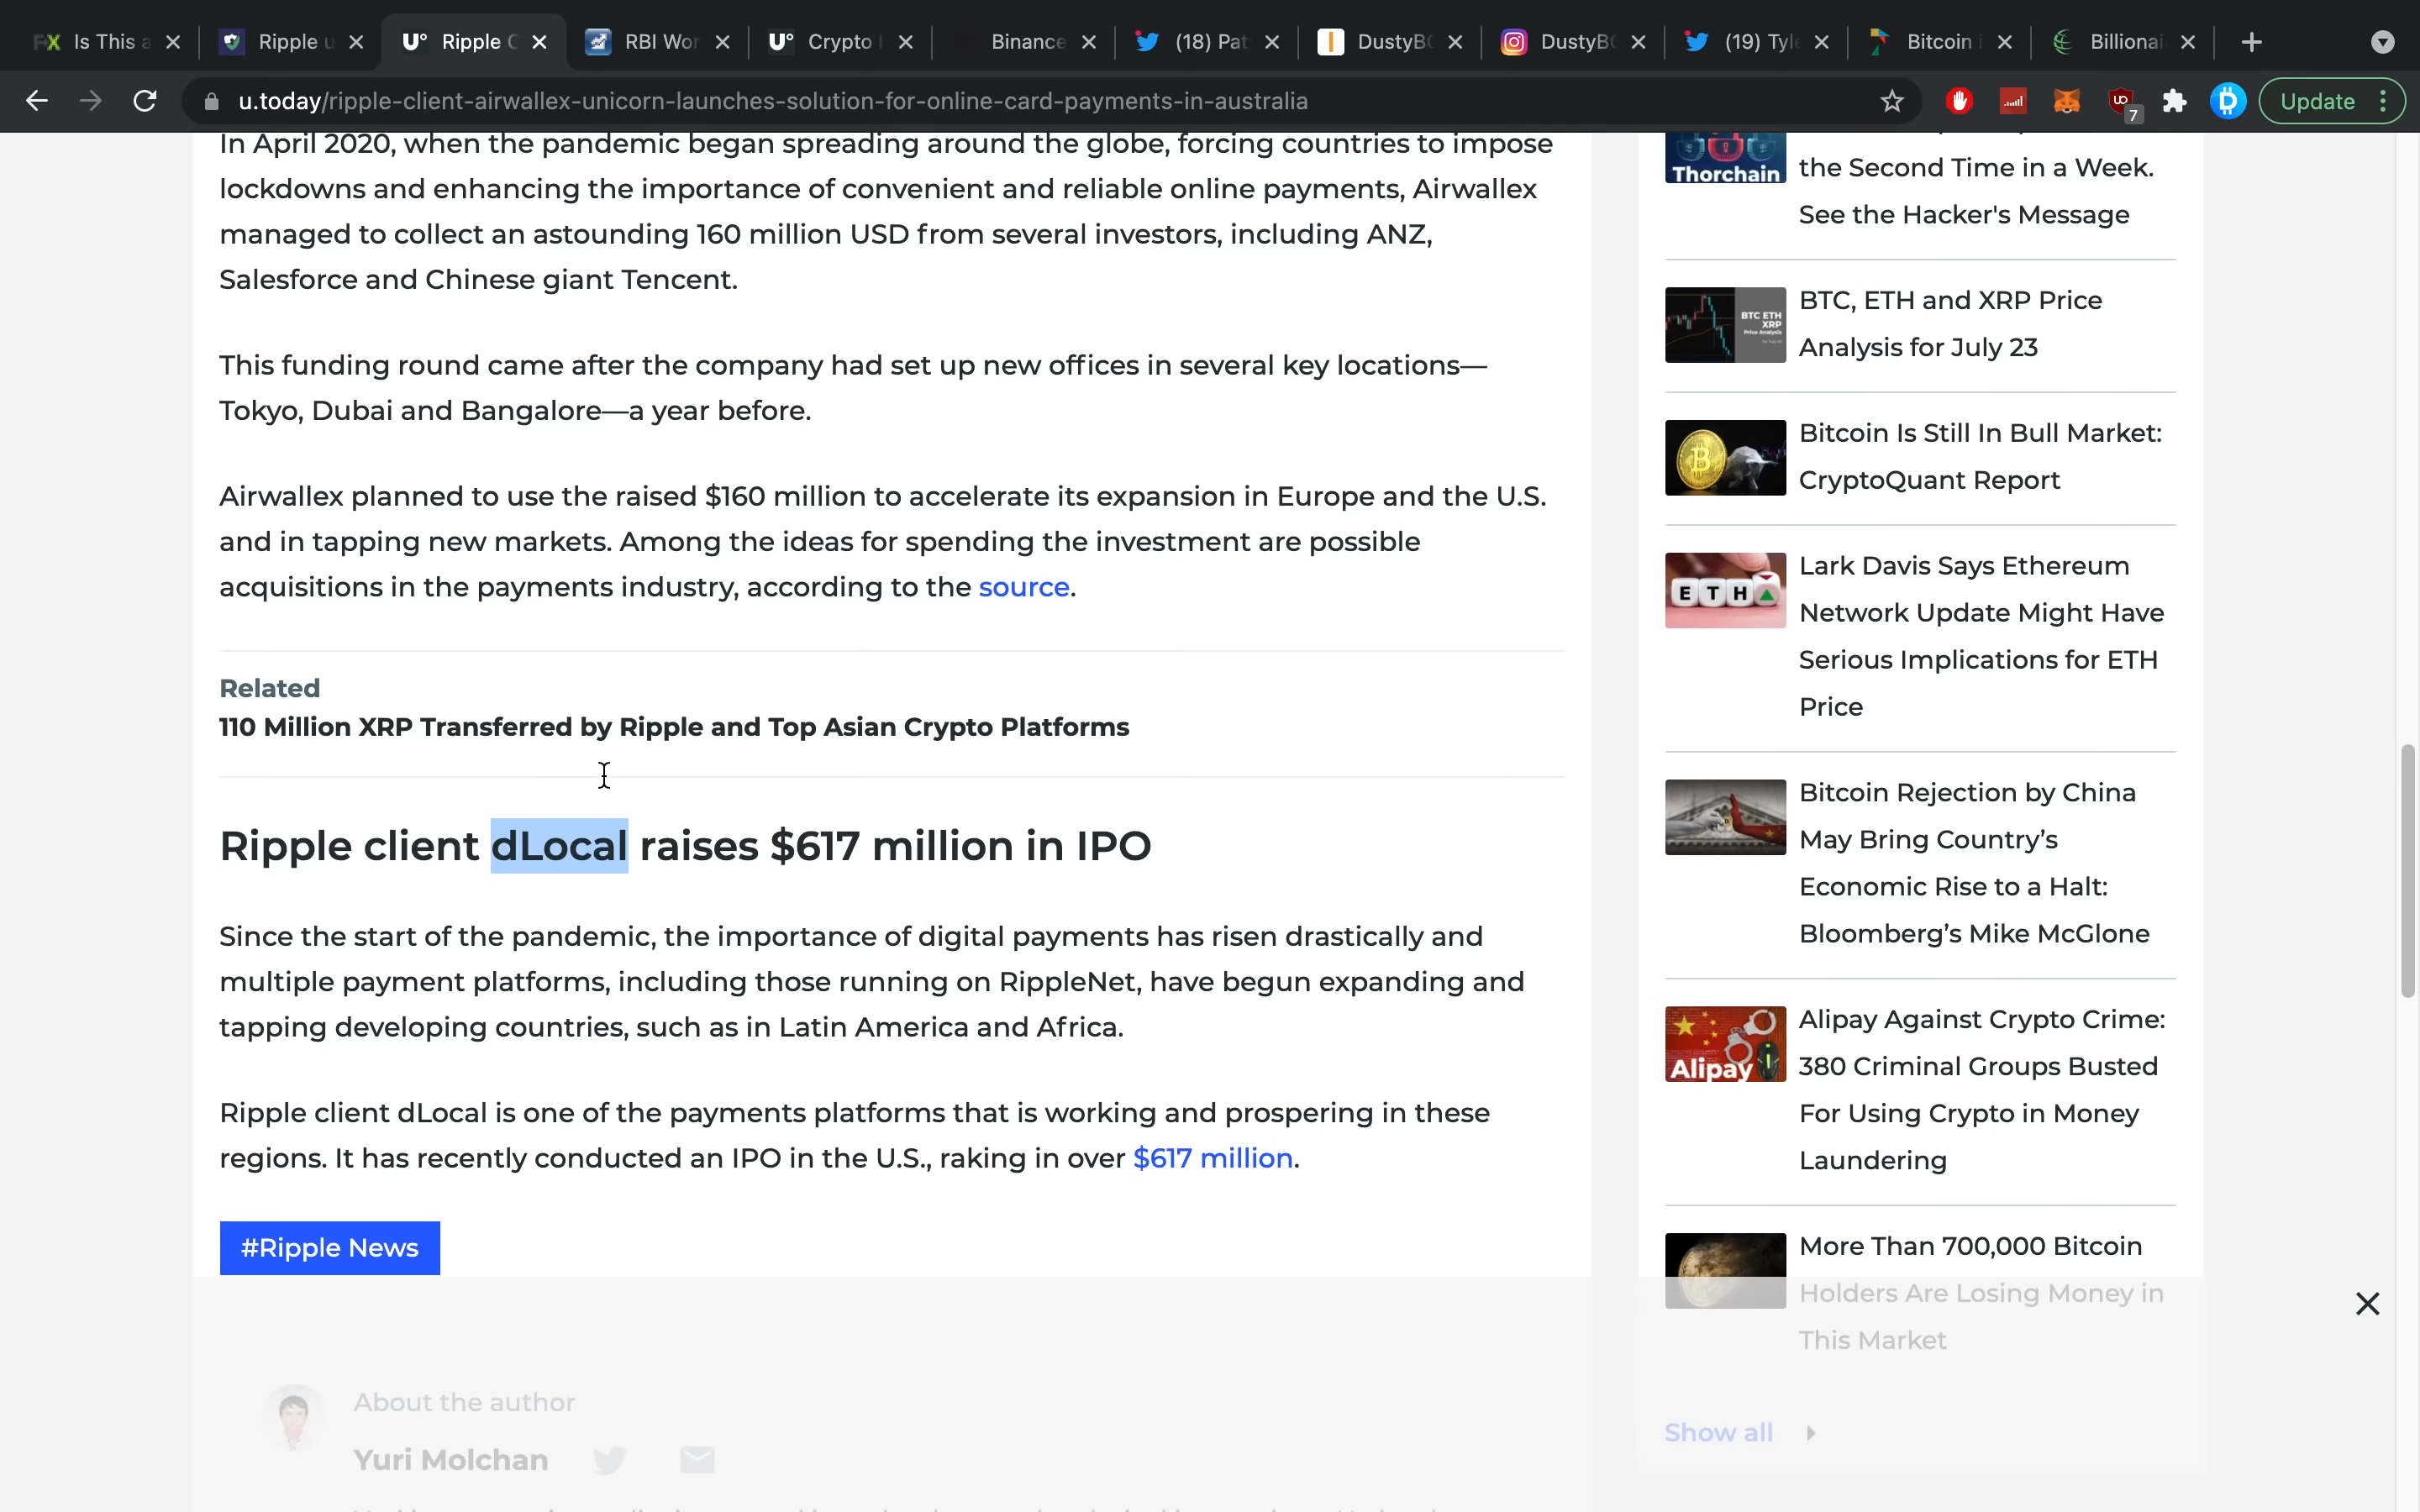 Is This a
Ripple u
Ripple C
RBI Wor
Crypto
Binance
(18) Pat
DustyBC
DustyBC
(19) Tyle
Bitcoin i
Billionai
u.today/ripple-client-airwallex-unicorn-launches-solution-for-online-card-payments-in-australia
7
Update
In April 2020, when the pandemic began spreading around the globe, forcing countries to impose
lockdowns and enhancing the importance of convenient and reliable online payments, Airwallex
managed to collect an astounding 160 million USD from several investors, including ANZ,
Salesforce and Chinese giant Tencent.
This funding round came after the company had set up new offices in several key locations—
Tokyo, Dubai and Bangalore—a year before.
Airwallex planned to use the raised $160 million to accelerate its expansion in Europe and the U.S.
and in tapping new markets. Among the ideas for spending the investment are possible
acquisitions in the payments industry, according to the source.
Related
110 Million XRP Transferred by Ripple and Top Asian Crypto Platforms
Ripple client dLocal raises $617 million in IPO
Since the start of the pandemic, the importance of digital payments has risen drastically and
multiple payment platforms, including those running on RippleNet, have begun expanding and
tapping developing countries, such as in Latin America and Africa.
Ripple client dLocal is one of the payments platforms that is working and prospering in these
regions. It has recently conducted an IPO in the U.S., raking in over $617 million.
#Ripple News
About the author
Yuri Molchan
Thorchain
the Second Time in a Week.
See the Hacker's Message
BTC ETH
XRP
Price Analysis
BTC, ETH and XRP Price
Analysis for July 23
Bitcoin Is Still In Bull Market:
CryptoQuant Report
E T H
Lark Davis Says Ethereum
Network Update Might Have
Serious Implications for ETH
Price
Bitcoin Rejection by China
May Bring Country's
Economic Rise to a Halt:
Bloomberg's Mike McGlone
Alipay
Alipay Against Crypto Crime:
380 Criminal Groups Busted
For Using Crypto in Money
Laundering
More Than 700,000 Bitcoin
Holders Are Losing Money in
This Market
Show all